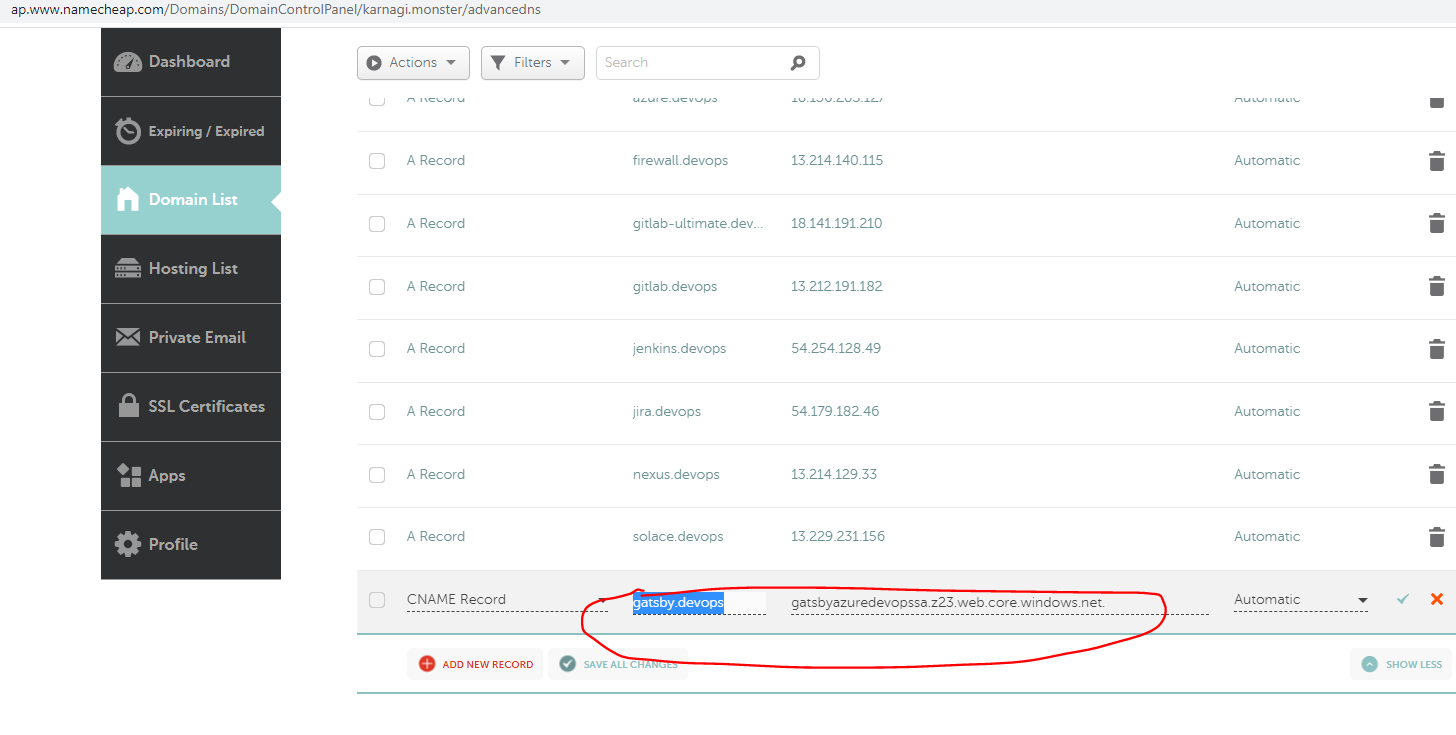 ap.www.namecheap.com/Domains/DomainControlPanel/karnagi.monster/advancedns
Dashboard
Expiring / Expired
Domain List
Hosting List
Private Email
SSL Certificates
Apps
Profile
Actions Filters Search
A Record azure.devops Automatic
A Record firewall.devops 13.214.140.115 Automatic
A Record gitlab-ultimate.dev... 18.141.191.210 Automatic
A Record gitlab.devops 13.212.191.182 Automatic
A Record jenkins.devops 54.254.128.49 Automatic
A Record jira.devops 54.179.182.46 Automatic
A Record nexus.devops 13.214.129.33 Automatic
A Record solace.devops 13.229.231.156 Automatic
CNAME Record gatsby.devops gatsbyazuredevopssa.z23.web.core.windows.net. Automatic
ADD NEW RECORD SAVE ALL CHANGES SHOW LESS